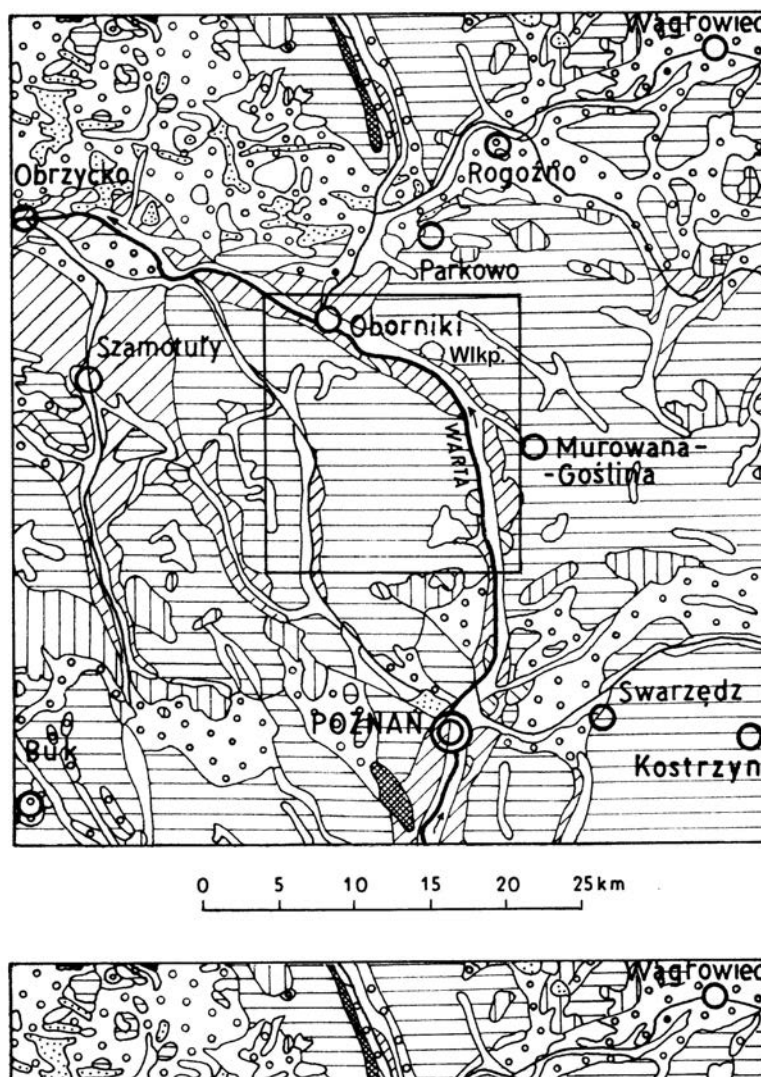 Wągrowiec
Obrzycko
Rogoźno
Parkowo
Oborniki
Wlkp.
Szamotuły
WARTA
Murowana-
-Goślina
Swarzędz
POZNAŃ
Buk
Kostrzyn
0 5 10 15 20 25 km
Wągrowiec